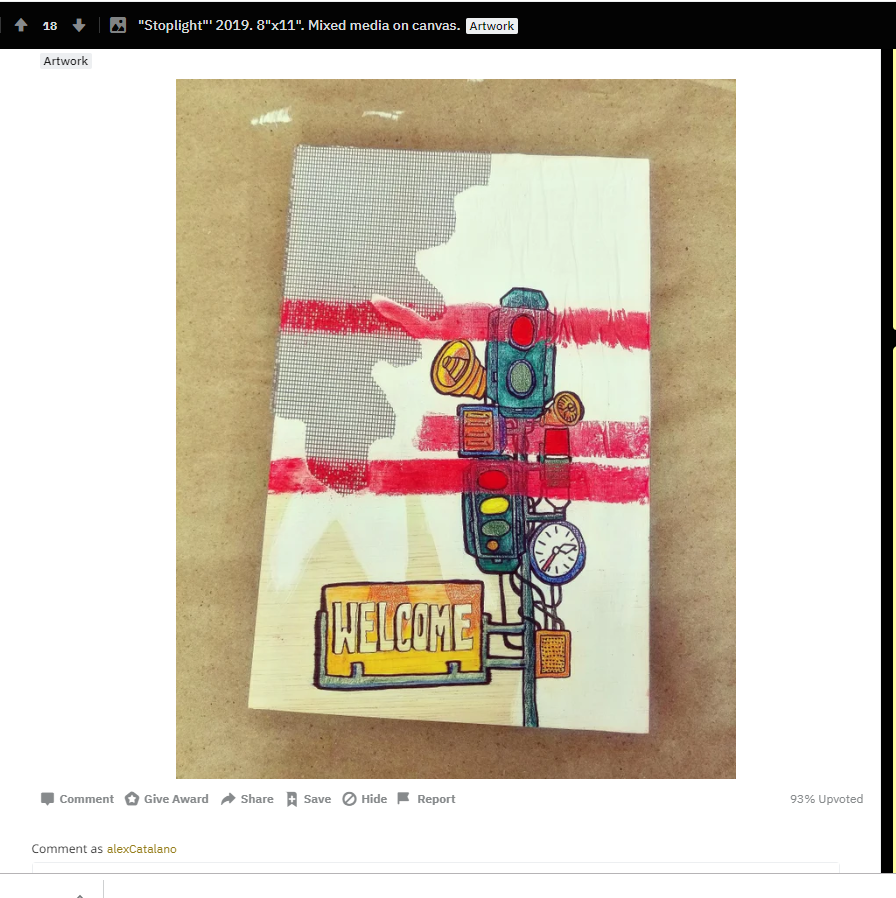 18 "Stoplight"' 2019. 8"x11". Mixed media on canvas. Artwork
Artwork
WELCOME
Comment Give Award Share Save Hide Report 93% Upvoted
Comment as alexCatalano